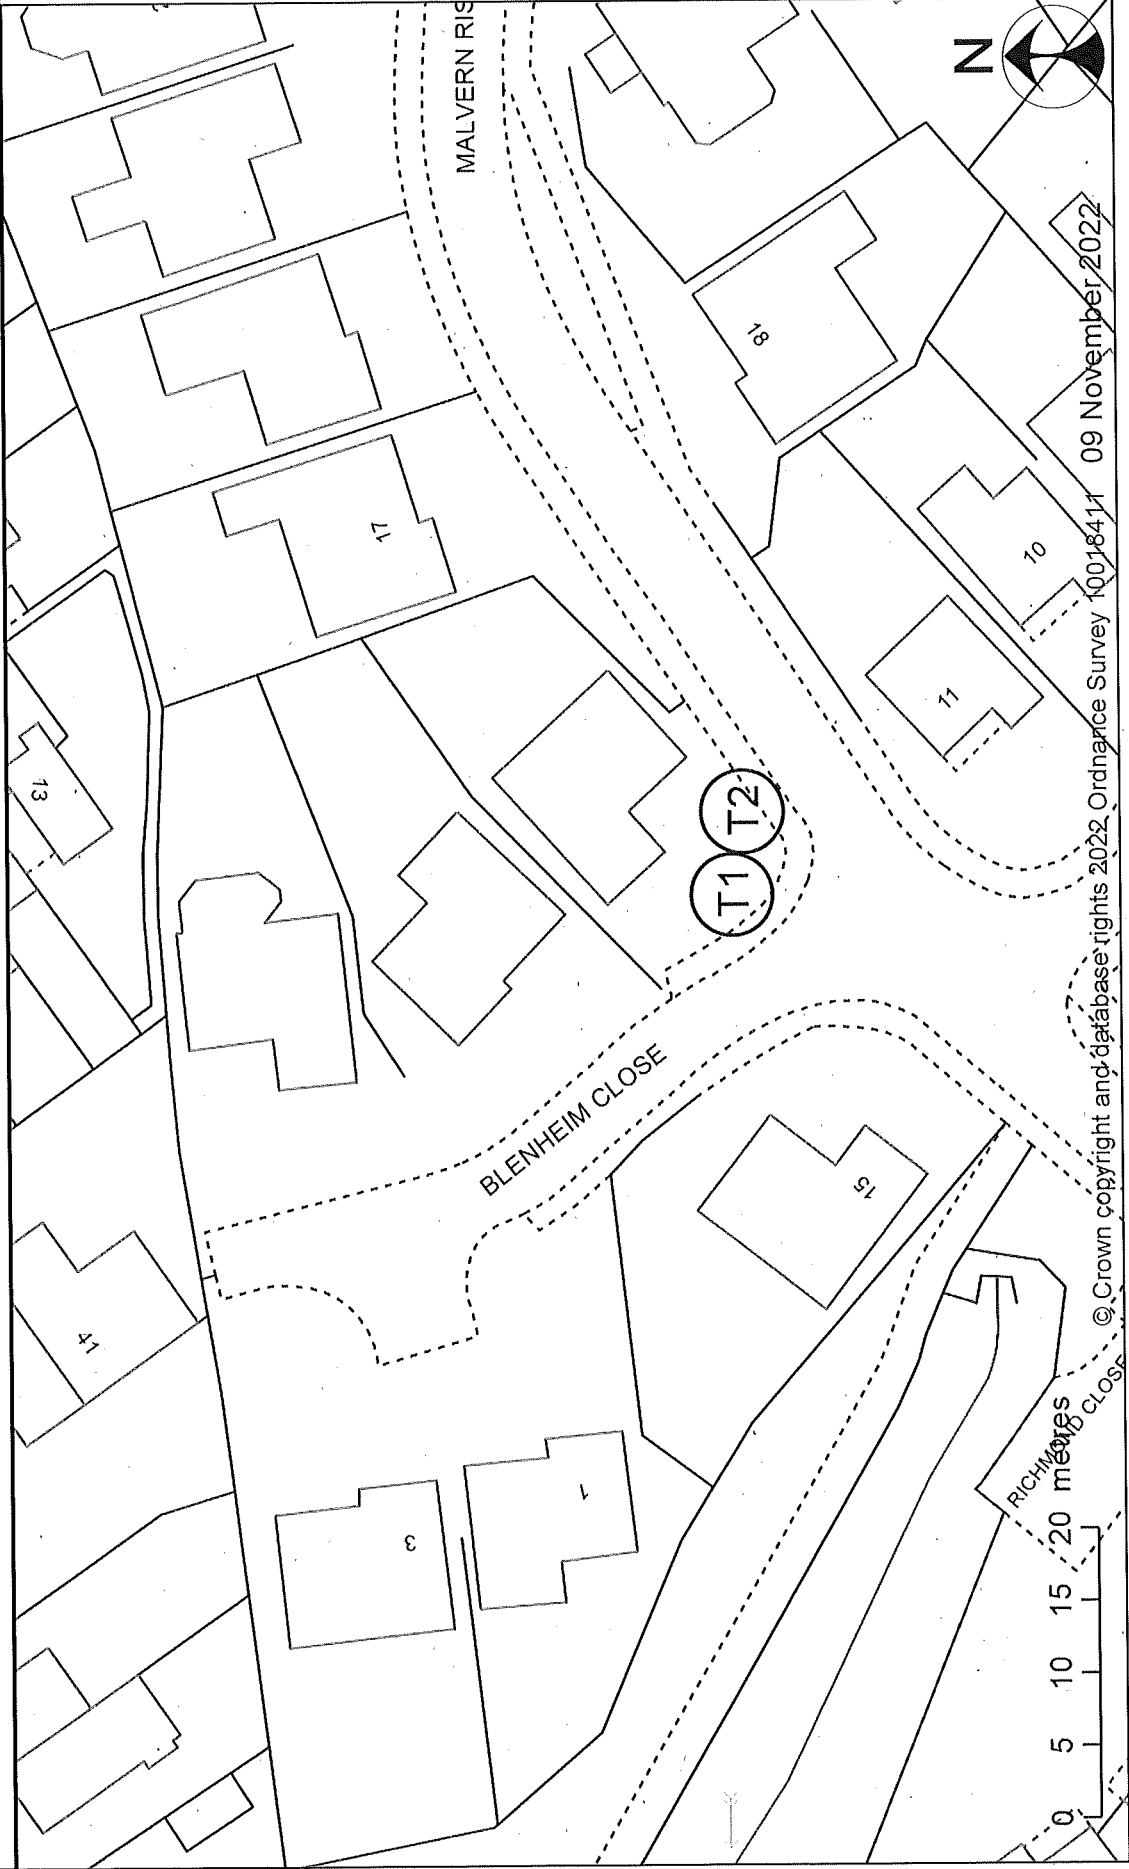 N
MALVERN RIS
18
17
10
11
13
T1
T2
BLENHEIM CLOSE
15
41
1
3
RICHMOND CLOSE
0 5 10 15 20 metres
© Crown copyright and database rights 2022 Ordnance Survey 10018411 09 November 2022